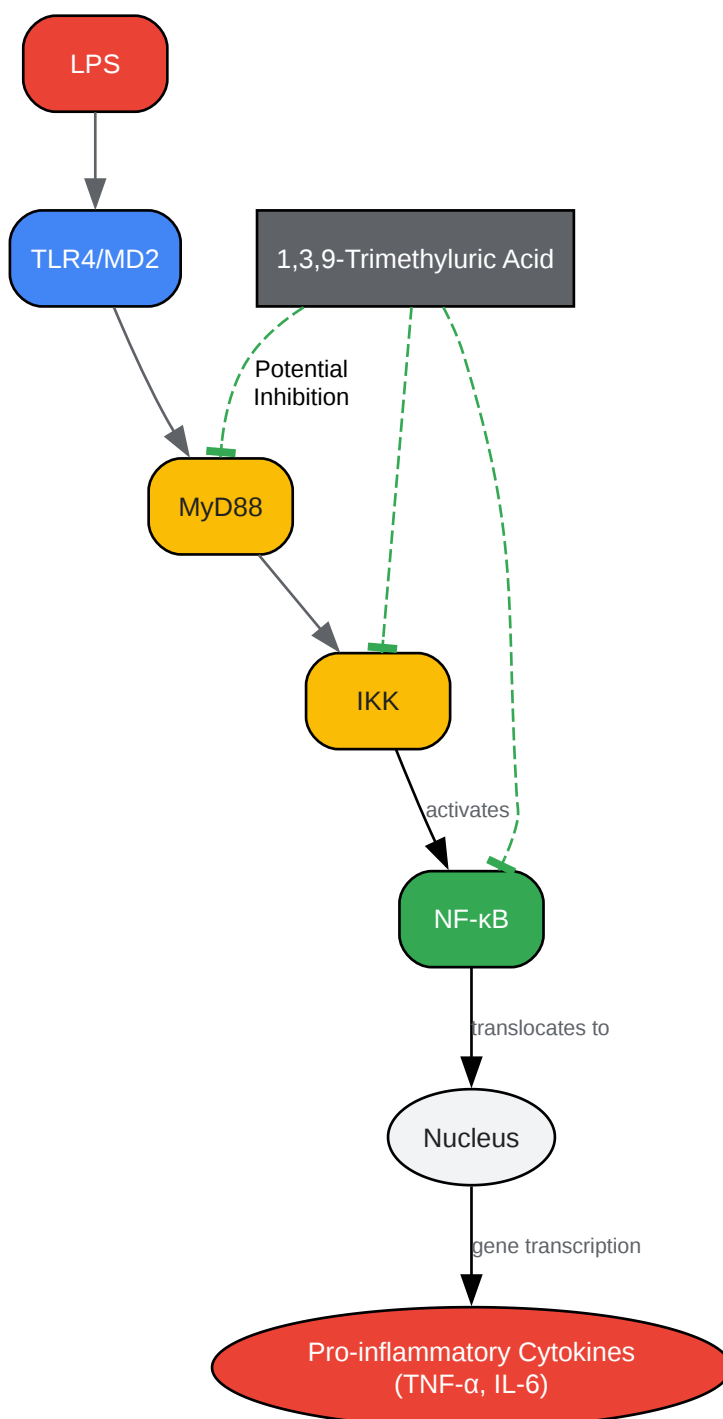 LPS
TLR4/MD2
1,3,9-Trimethyluric Acid
Potential
Inhibition
MyD88
IKK
activates
NF-κB
translocates to
Nucleus
gene transcription
Pro-inflammatory Cytokines
(TNF-α, IL-6)